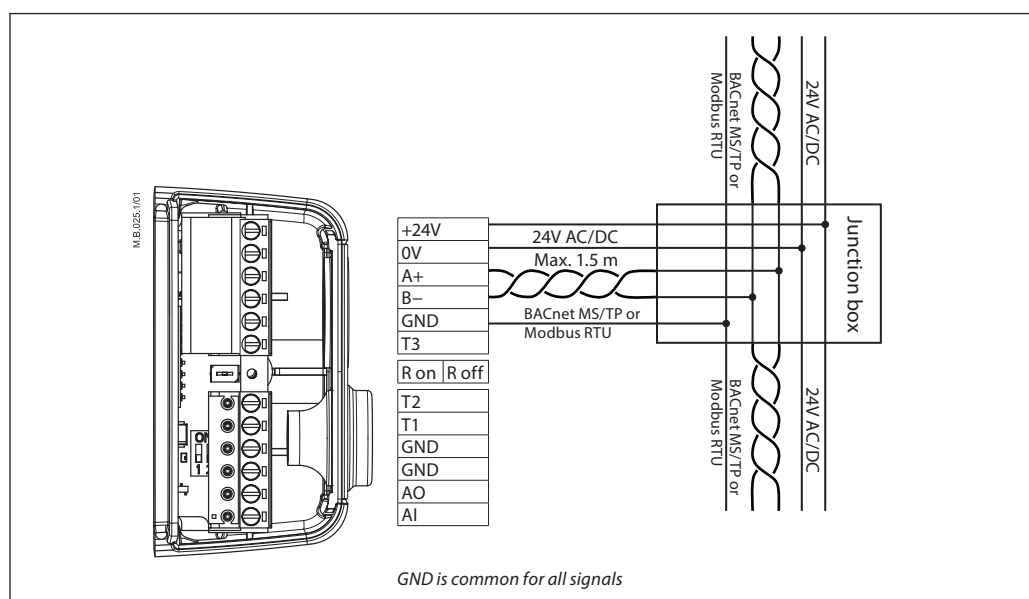 M.B.025.1/01
+24V
0V
A+
B−
GND
T3
R on R off
T2
T1
GND
GND
AO
AI
24V AC/DC
Max. 1.5 m
BACnet MS/TP or
Modbus RTU
BACnet MS/TP or
Modbus RTU
24V AC/DC
Junction box
BACnet MS/TP or
Modbus RTU
24V AC/DC
GND is common for all signals